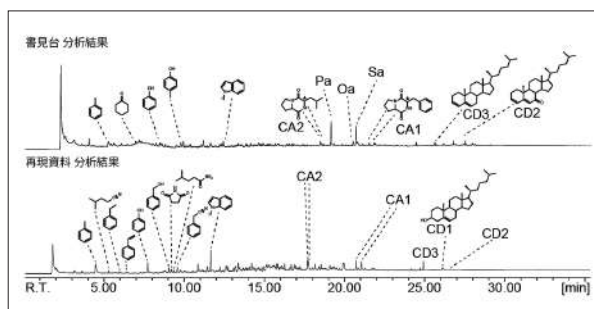 書見台 分析結果
CA2
Pa
Oa
Sa
CA1
CD3
CD2
再現資料 分析結果
CA2
CA1
CD1
CD3
CD2
R.T. 5.00 10.00 15.00 20.00 25.00 30.00 [min]